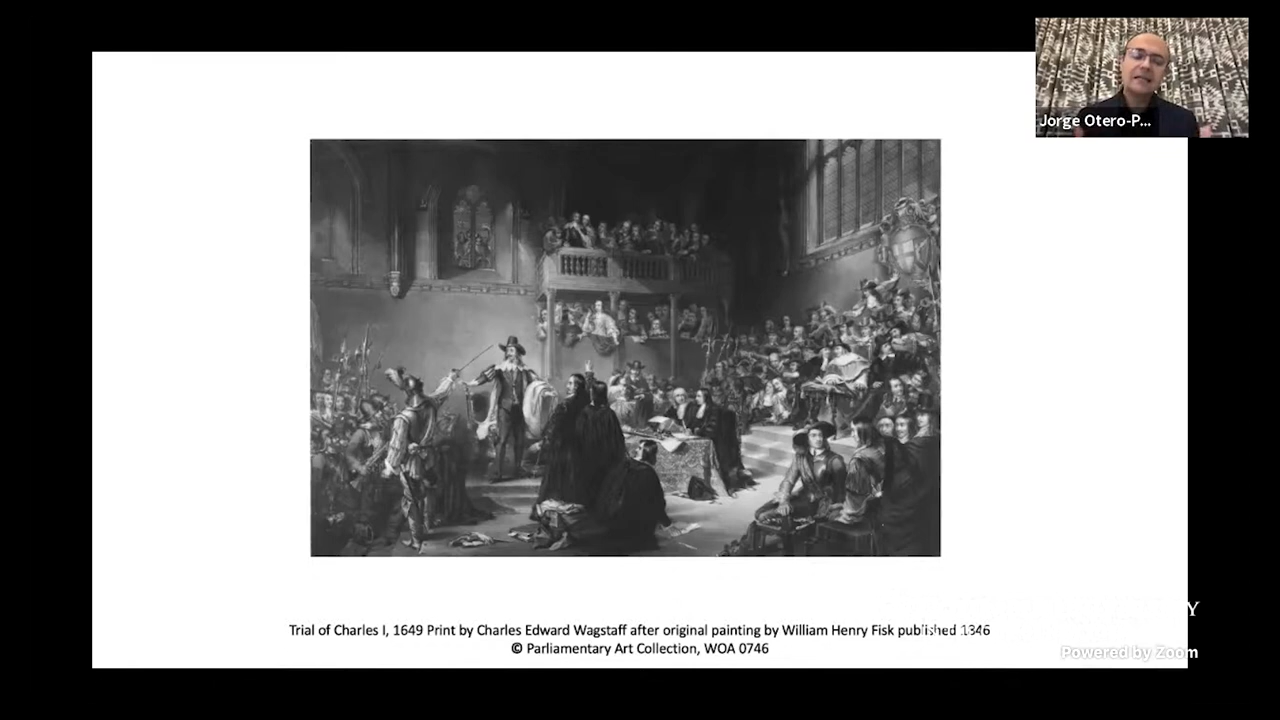 Jorge Otero-P...
Trial of Charles I, 1649 Print by Charles Edward Wagstaff after original painting by William Henry Fisk published 1846
© Parliamentary Art Collection, WOA 0746
Y
Powered by Zoom